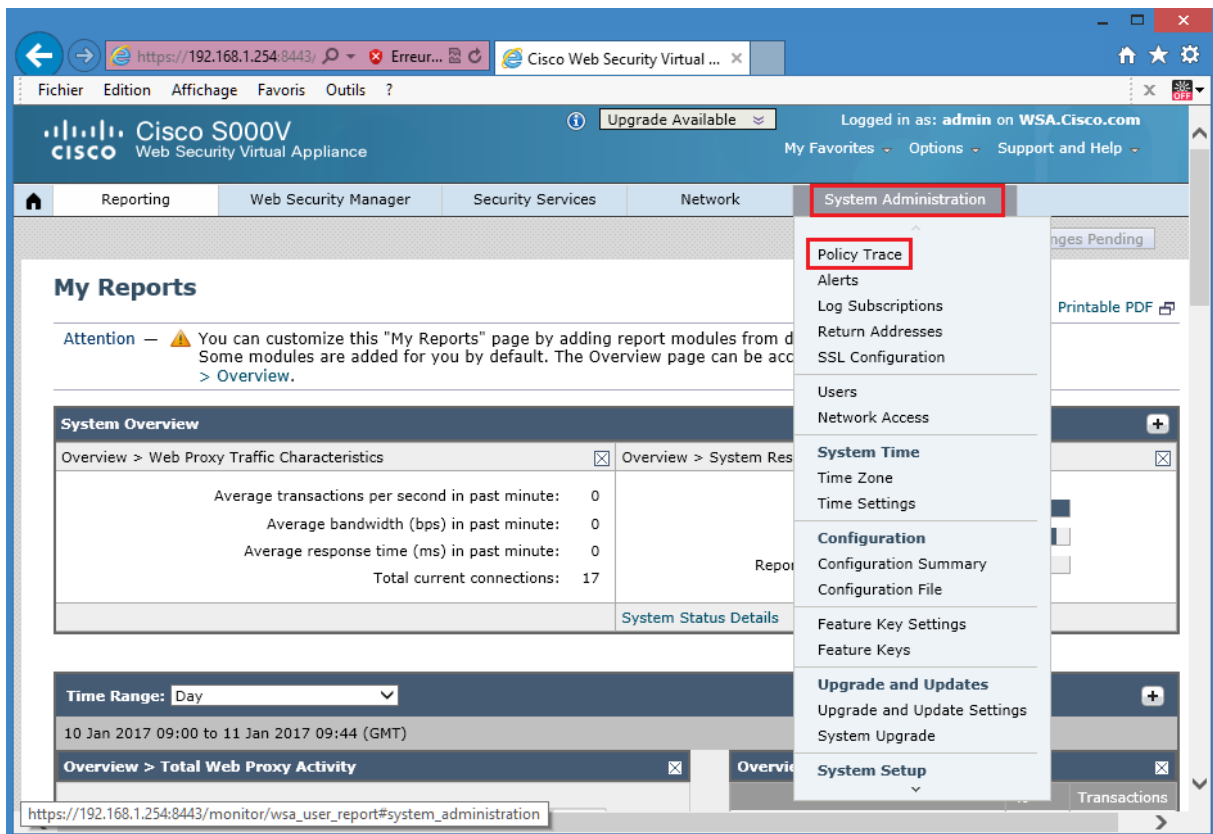 https://192.168.1.254:8443/ Erreur... Cisco Web Security Virtual ...
Fichier Edition Affichage Favoris Outils ?
OFF
CISCO
Cisco S000V
Web Security Virtual Appliance
Upgrade Available
Logged in as: admin on WSA.Cisco.com
My Favorites Options Support and Help
Reporting Web Security Manager Security Services Network System Administration
nges Pending
My Reports
Printable PDF
Attention — You can customize this "My Reports" page by adding report modules from d
Some modules are added for you by default. The Overview page can be acc
> Overview.
System Overview
Overview > Web Proxy Traffic Characteristics
Average transactions per second in past minute: 0
Average bandwidth (bps) in past minute: 0
Average response time (ms) in past minute: 0
Total current connections: 17
Overview > System Res
Repor
System Status Details
Time Range: Day
10 Jan 2017 09:00 to 11 Jan 2017 09:44 (GMT)
Overview > Total Web Proxy Activity
Overvie
Transactions
Policy Trace
Alerts
Log Subscriptions
Return Addresses
SSL Configuration
Users
Network Access
System Time
Time Zone
Time Settings
Configuration
Configuration Summary
Configuration File
Feature Key Settings
Feature Keys
Upgrade and Updates
Upgrade and Update Settings
System Upgrade
System Setup
https://192.168.1.254:8443/monitor/wsa_user_report#system_administration